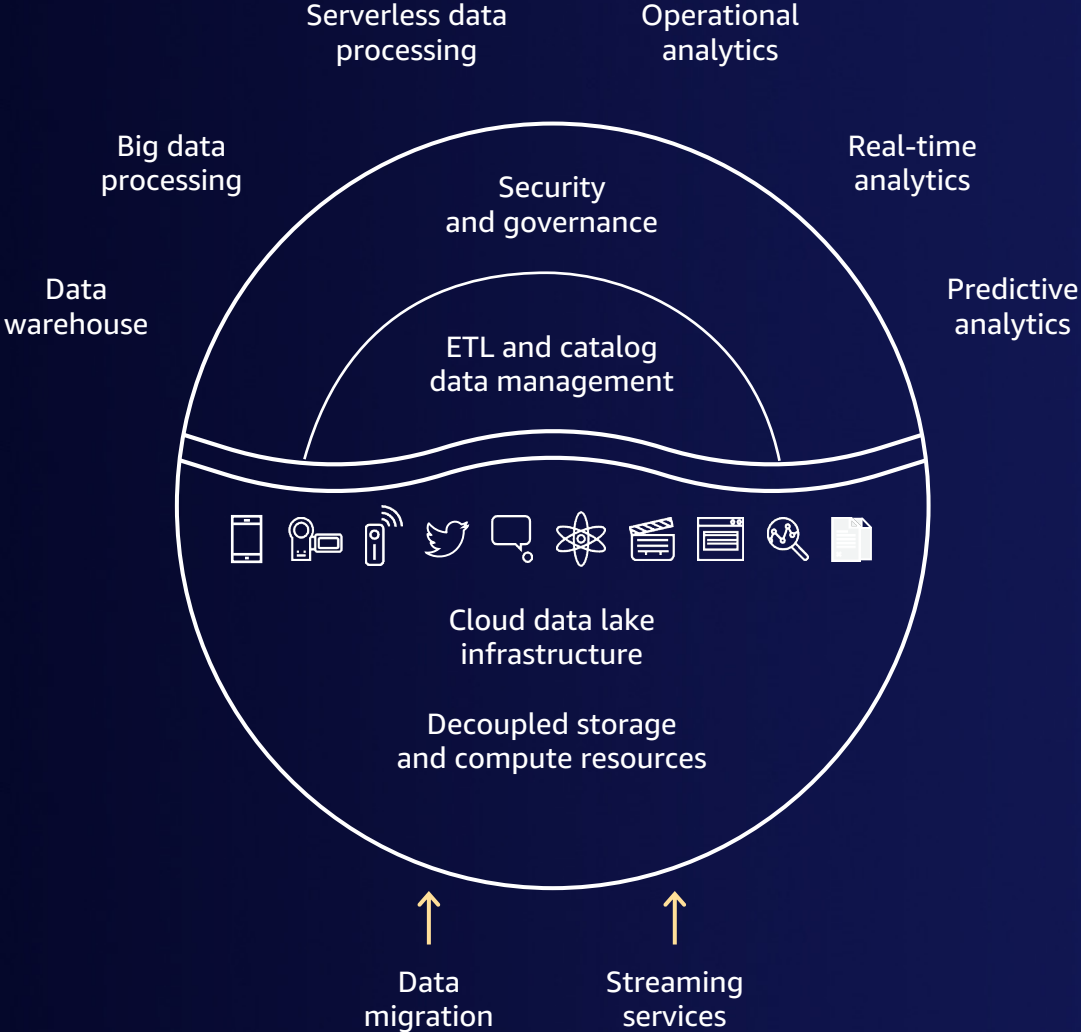 Serverless data
processing
Operational
analytics
Big data
processing
Real-time
analytics
Security
and governance
Data
warehouse
Predictive
analytics
ETL and catalog
data management
Cloud data lake
infrastructure
Decoupled storage
and compute resources
Data
migration
Streaming
services